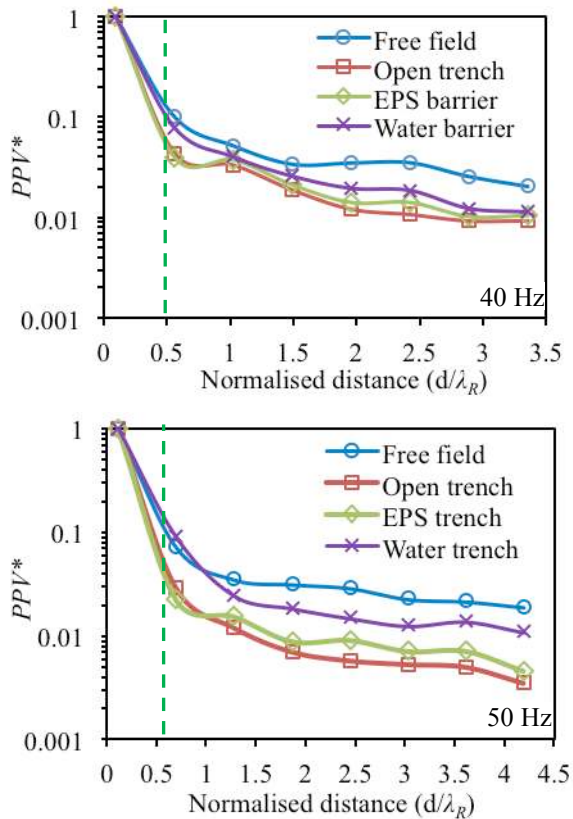 1
0.1
0.01
0.001
PPV*
Free field
Open trench
EPS barrier
Water barrier
40 Hz
0 0.5 1 1.5 2 2.5 3 3.5
Normalised distance (d/λR)
1
0.1
0.01
0.001
PPV*
Free field
Open trench
EPS trench
Water trench
50 Hz
0 0.5 1 1.5 2 2.5 3 3.5 4 4.5
Normalised distance (d/λR)